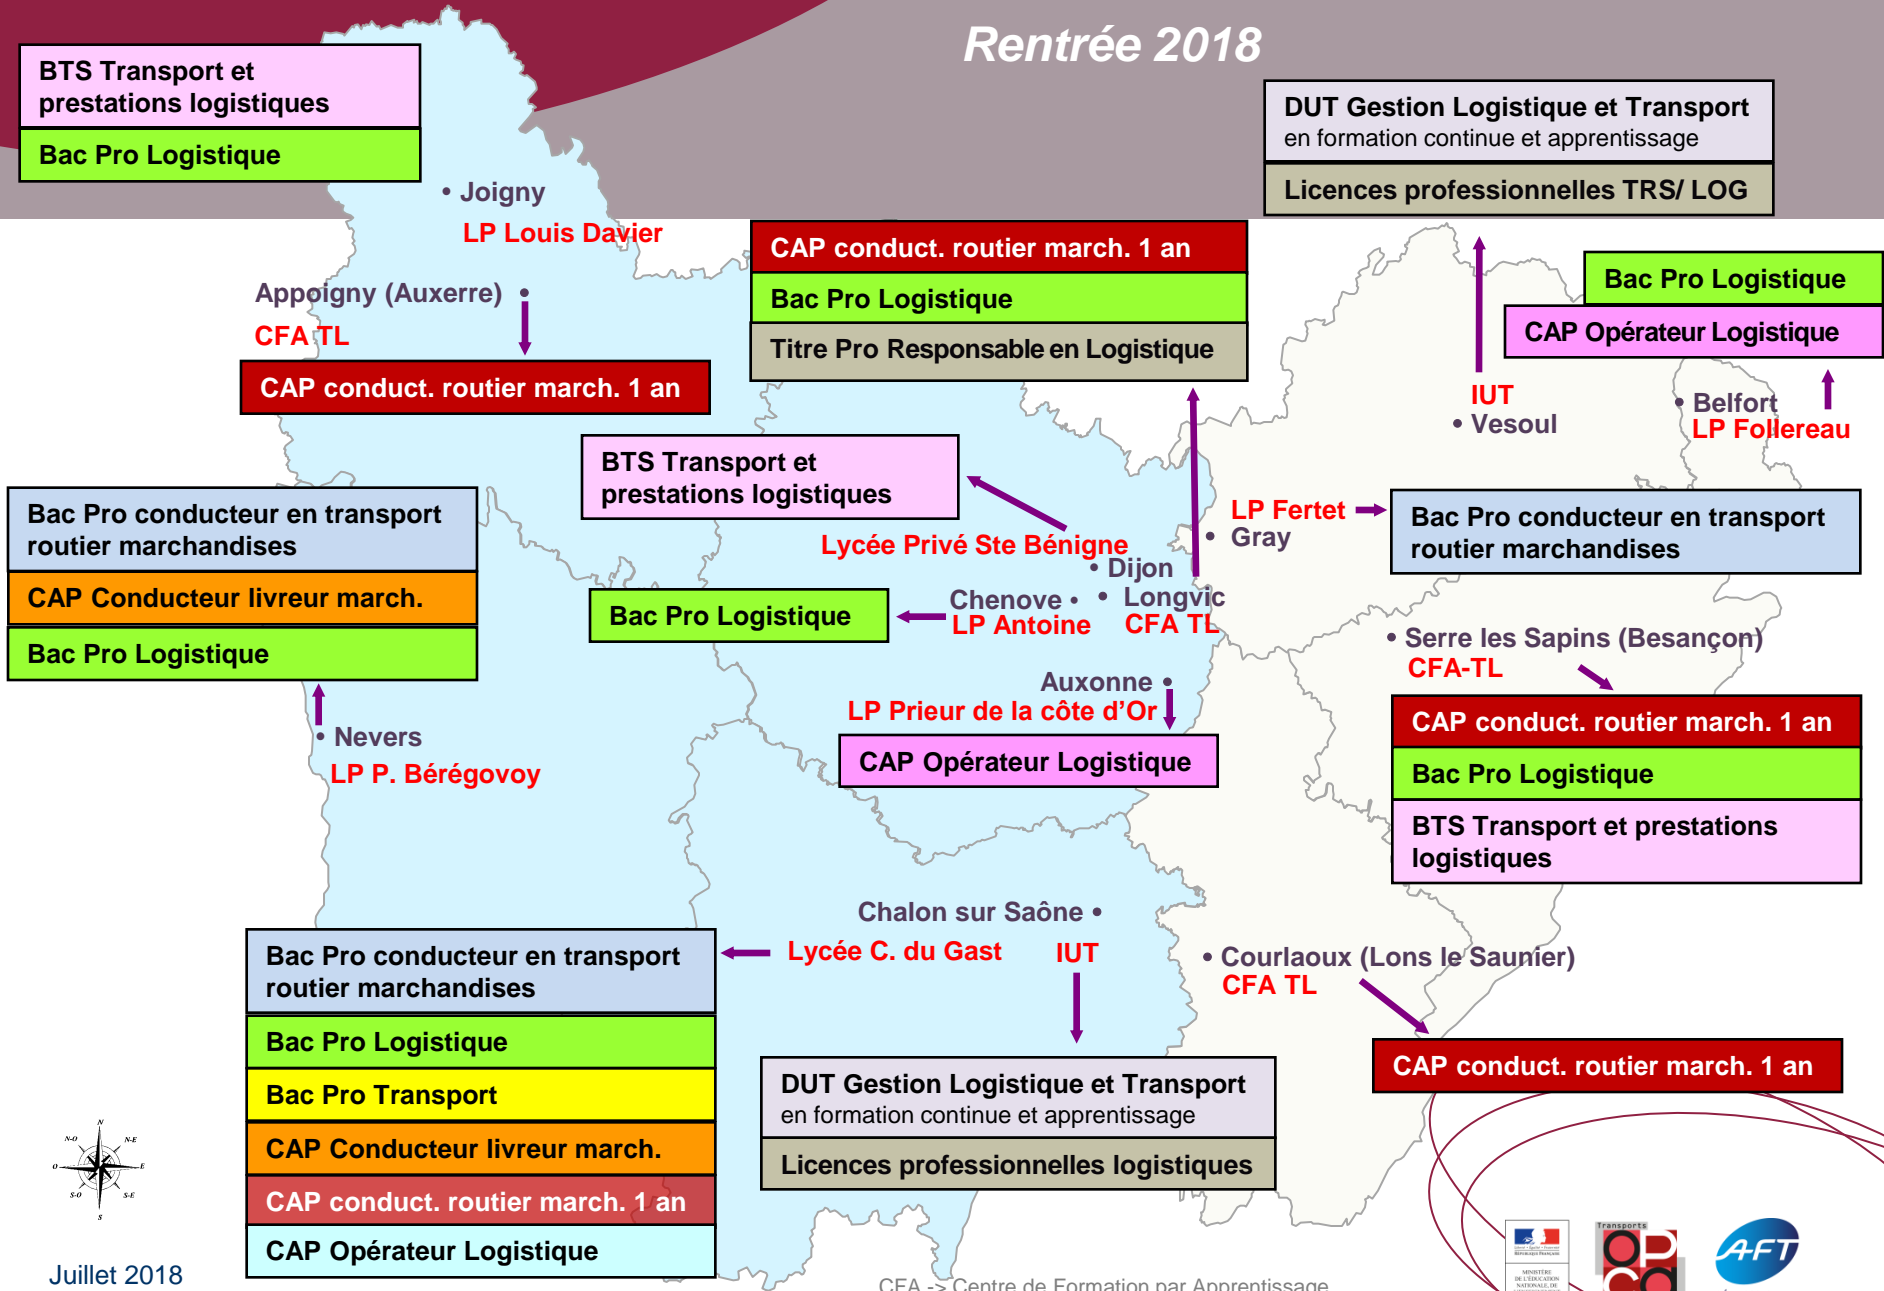 Rentrée 2018
BTS Transport et
prestations logistiques
Bac Pro Logistique
• Joigny
LP Louis Davier
DUT Gestion Logistique et Transport
en formation continue et apprentissage
Licences professionnelles TRS/ LOG
Appoigny (Auxerre) •
CFA TL
CAP conduct. routier march. 1 an
CAP conduct. routier march. 1 an
Bac Pro Logistique
Titre Pro Responsable en Logistique
IUT
• Vesoul
Bac Pro Logistique
CAP Opérateur Logistique
• Belfort
LP Follereau
BTS Transport et
prestations logistiques
Lycée Privé Ste Bénigne
• Dijon
Chenove •
LP Antoine
• Longvic
CFA TL
Bac Pro Logistique
LP Fertet
• Gray
Bac Pro conducteur en transport
routier marchandises
Bac Pro conducteur en transport
routier marchandises
CAP Conducteur livreur march.
Bac Pro Logistique
• Nevers
LP P. Bérégovoy
Auxonne •
LP Prieur de la côte d’Or
CAP Opérateur Logistique
• Serre les Sapins (Besançon)
CFA-TL
CAP conduct. routier march. 1 an
Bac Pro Logistique
BTS Transport et prestations
logistiques
Chalon sur Saône •
Lycée C. du Gast
IUT
Bac Pro conducteur en transport
routier marchandises
Bac Pro Logistique
Bac Pro Transport
CAP Conducteur livreur march.
CAP conduct. routier march. 1 an
CAP Opérateur Logistique
DUT Gestion Logistique et Transport
en formation continue et apprentissage
Licences professionnelles logistiques
• Courlaoux (Lons le Saunier)
CFA TL
CAP conduct. routier march. 1 an
N
N-O
N-E
O
E
S-O
S-E
S
Juillet 2018
CFA -> Centre de Formation par Apprentissage
RÉPUBLIQUE FRANÇAISE
MINISTÈRE
DE L'ÉDUCATION
NATIONALE, DE
Transports
OPCA
AFT